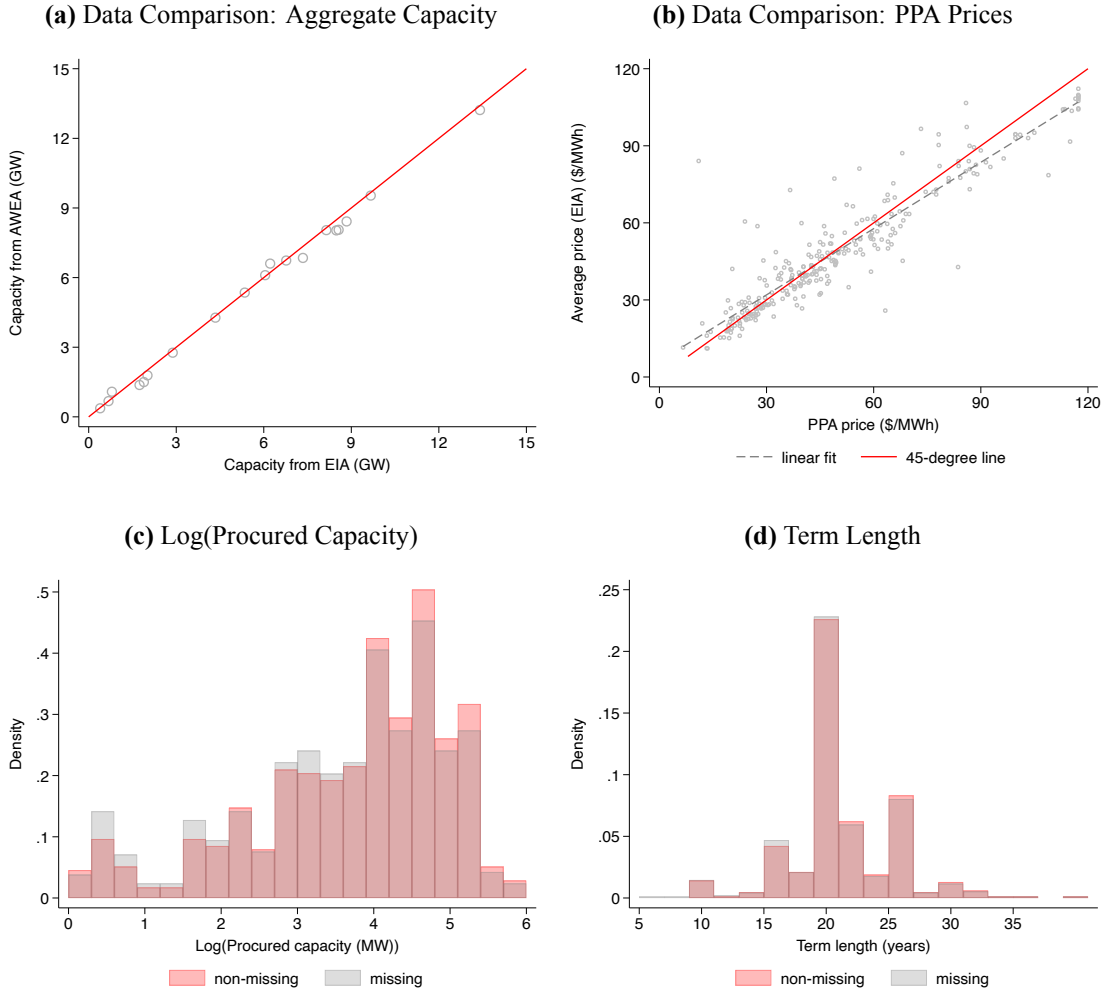 (a) Data Comparison: Aggregate Capacity
15
12
9
6
3
0
Capacity from AWEA (GW)
0 3 6 9 12 15
Capacity from EIA (GW)
(b) Data Comparison: PPA Prices
120
90
60
30
0
Average price (EIA) ($/MWh)
0 30 60 90 120
PPA price ($/MWh)
linear fit 45-degree line
(c) Log(Procured Capacity)
.5
.4
.3
.2
.1
0
Density
0 1 2 3 4 5 6
Log(Procured capacity (MW))
non-missing missing
(d) Term Length
.25
.2
.15
.1
.05
0
Density
5 10 15 20 25 30 35
Term length (years)
non-missing missing